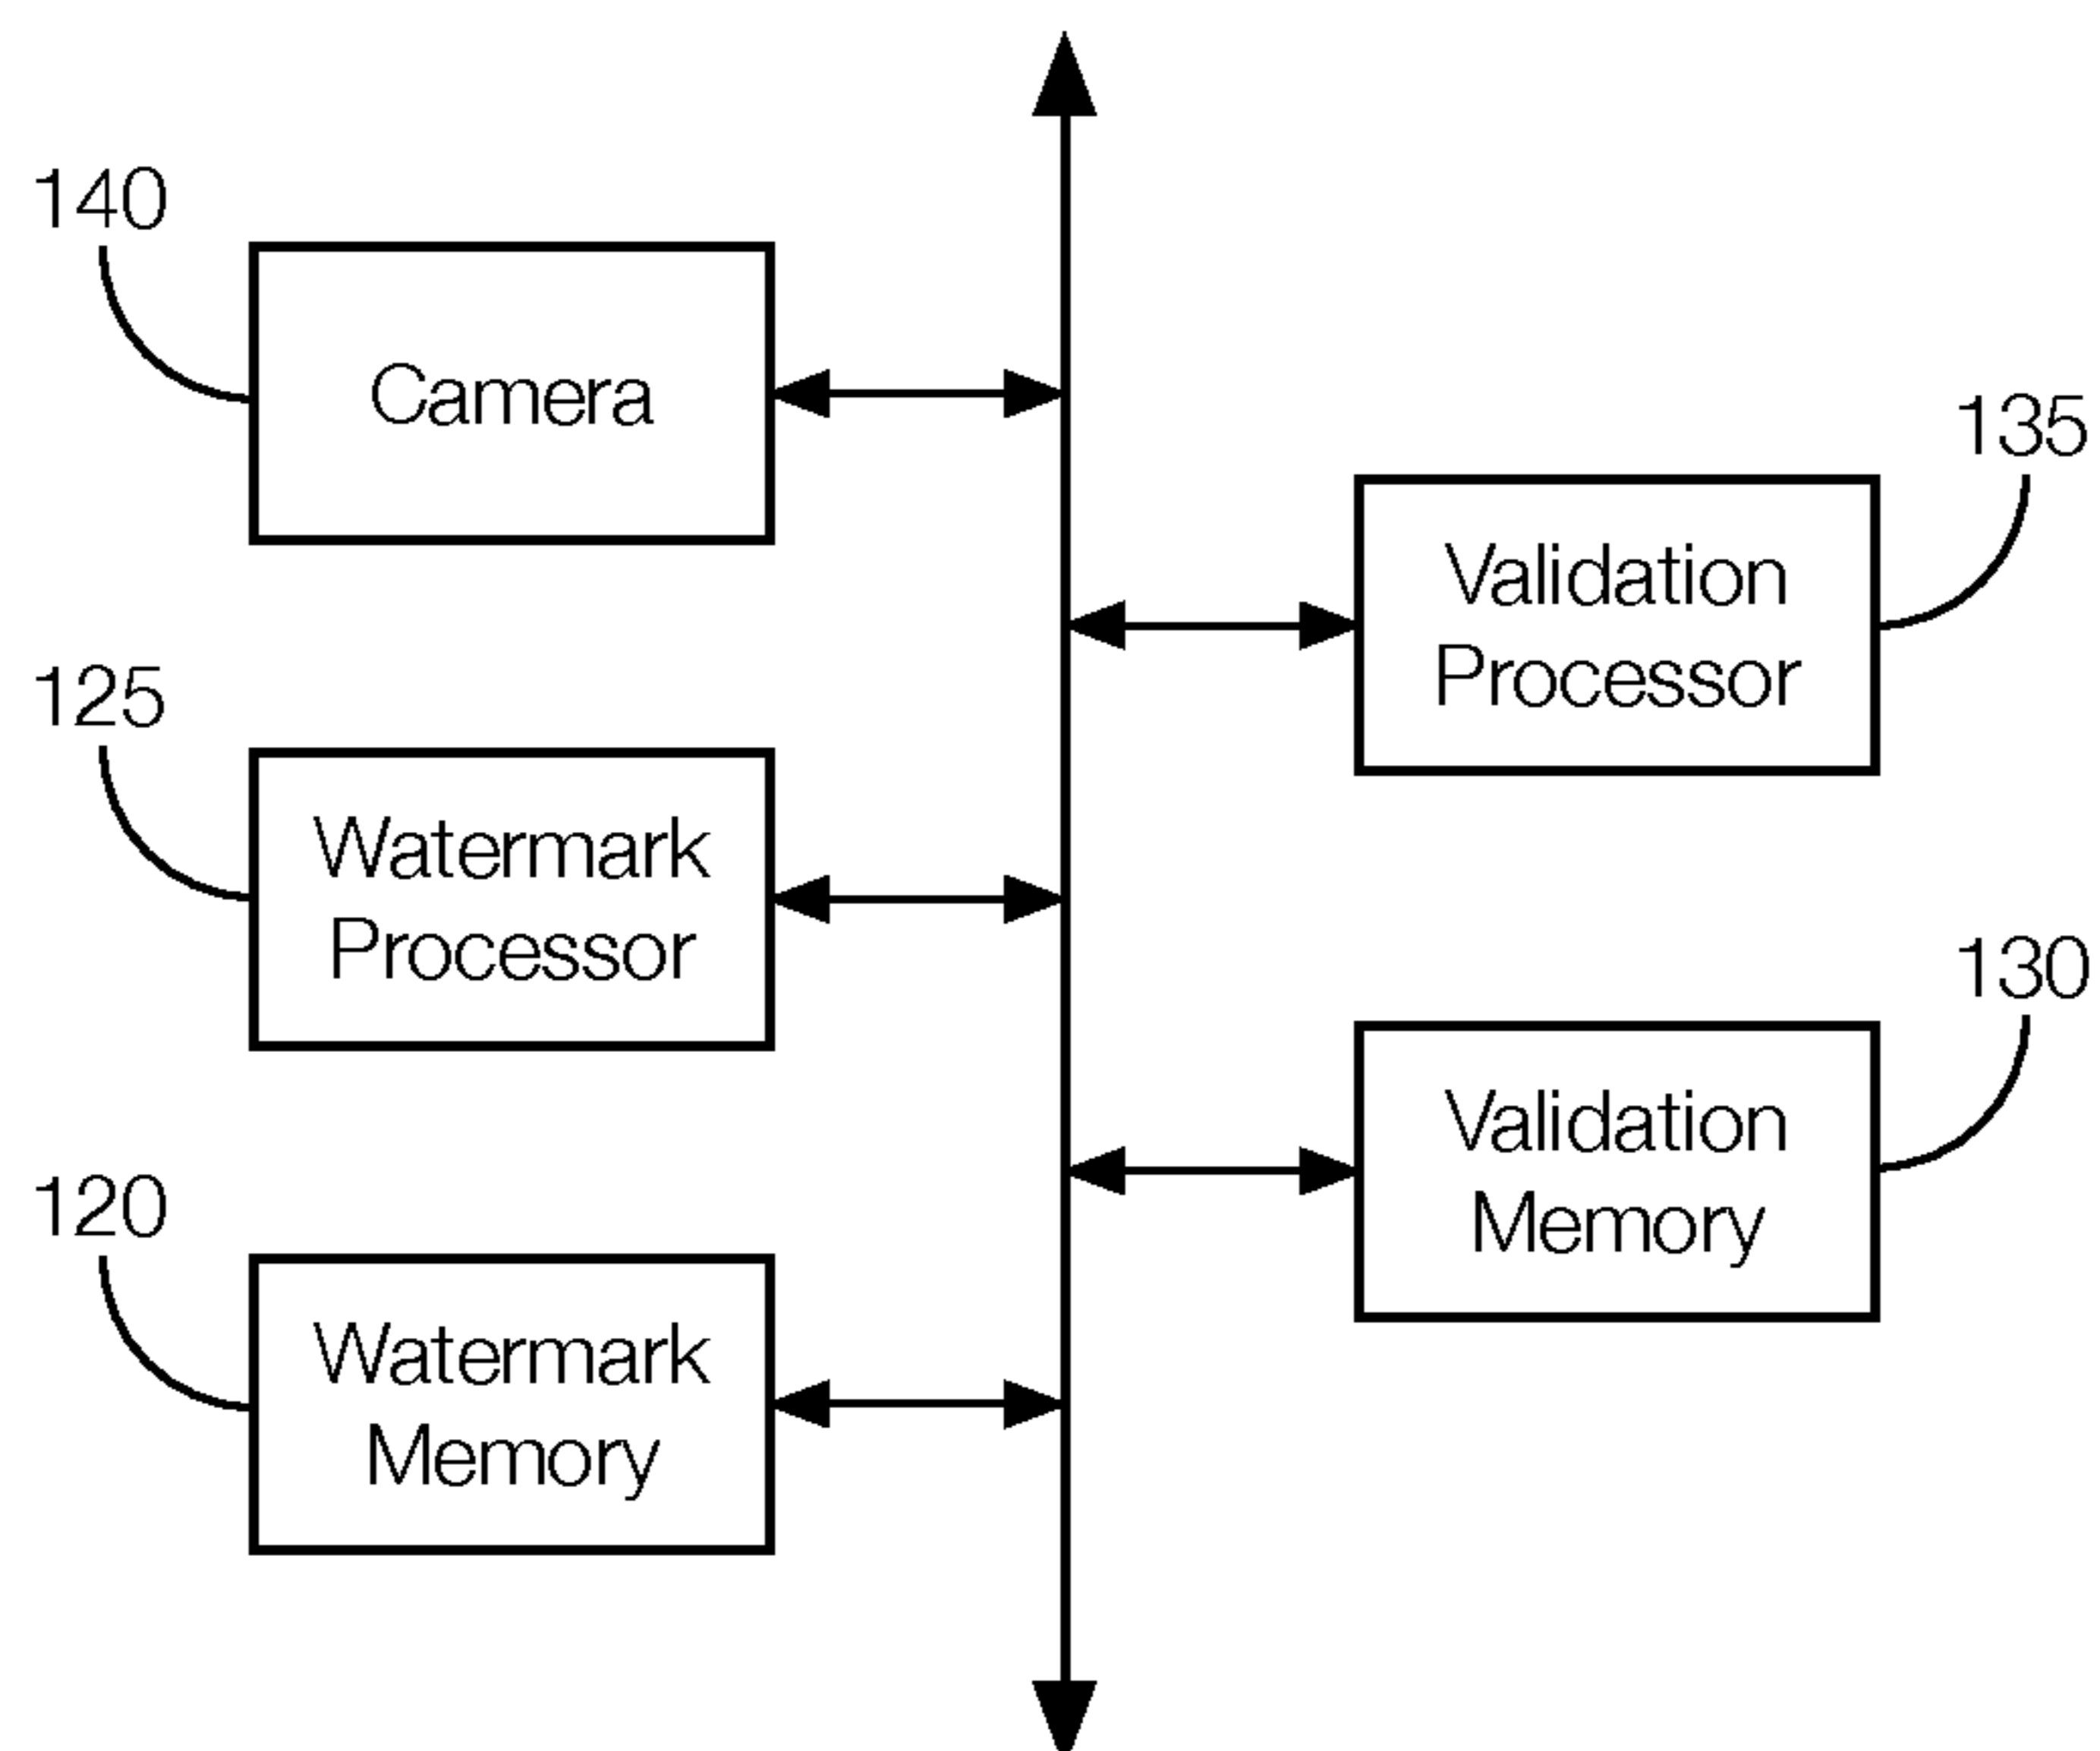 140
Camera
135
Validation
Processor
125
Watermark
Processor
130
Validation
Memory
120
Watermark
Memory